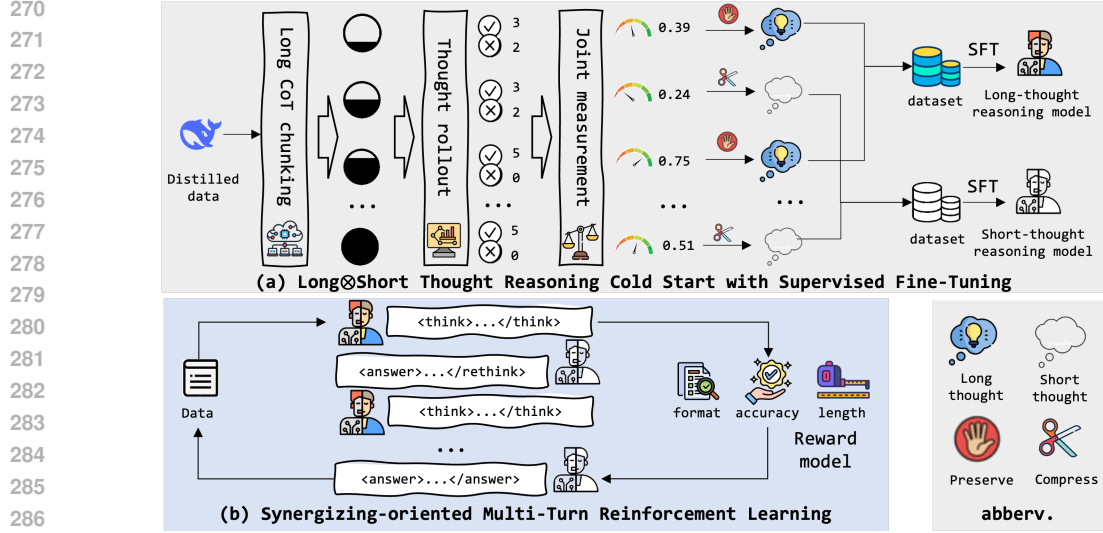 270
271
272
273
274
275
276
277
278
279
280
281
282
283
284
285
286
Distilled
data
Long CoT chunking
...
Thought rollout
3
2
3
2
5
0
...
5
0
Joint measurement
0.39
0.24
0.75
...
0.51
...
dataset
SFT
Long-thought
reasoning model
dataset
SFT
Short-thought
reasoning model
(a) Long⊗Short Thought Reasoning Cold Start with Supervised Fine-Tuning
Data
<think>...</think>
<answer>...</rethink>
<think>...</think>
...
<answer>...</answer>
format
accuracy
length
Reward
model
(b) Synergizing-oriented Multi-Turn Reinforcement Learning
Long
thought
Short
thought
Preserve
Compress
abberv.